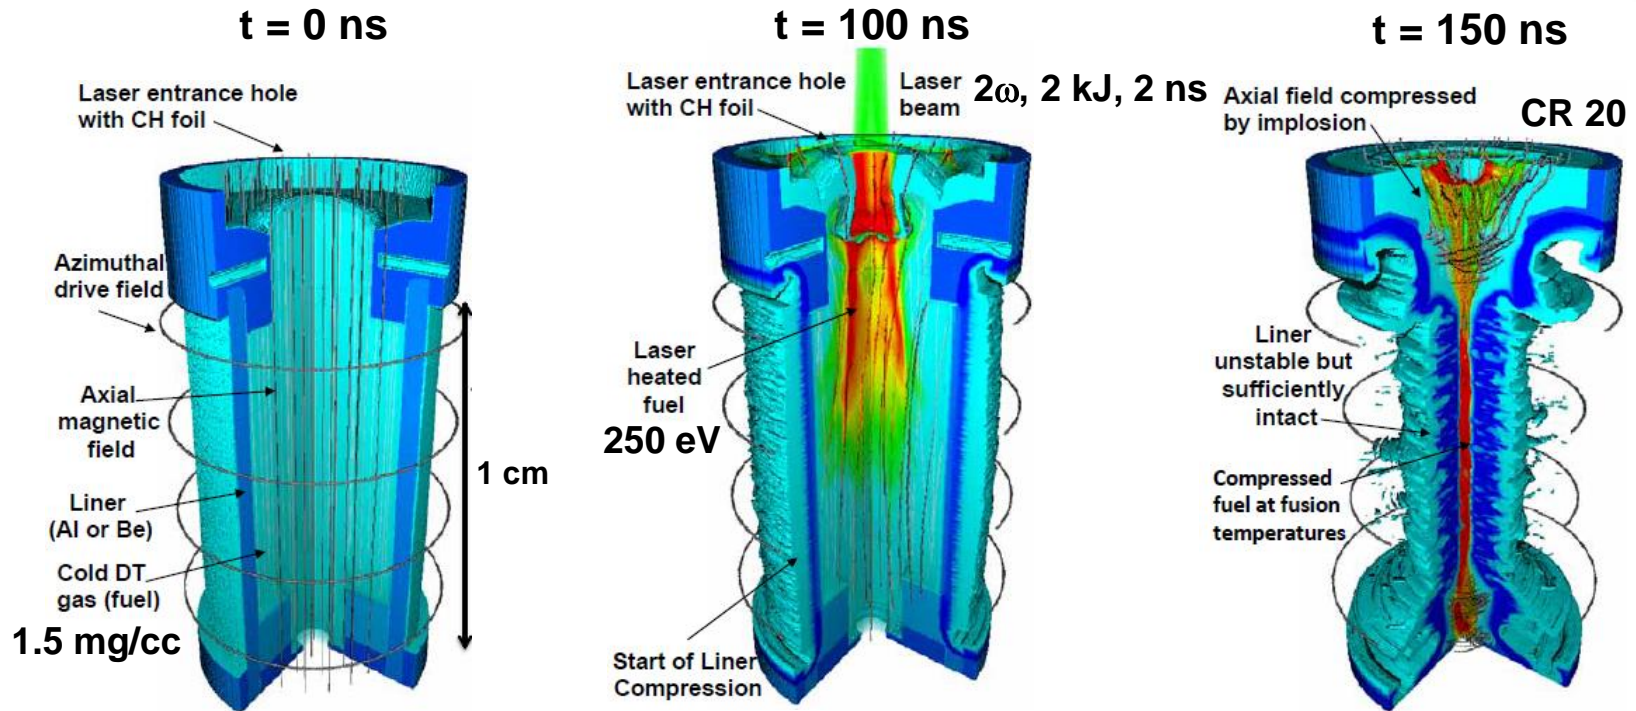 t = 0 ns
Laser entrance hole
with CH foil
Azimuthal
drive field
Axial
magnetic
field
1 cm
Liner
(Al or Be)
Cold DT
gas (fuel)
1.5 mg/cc
t = 100 ns
Laser entrance hole
with CH foil
Laser
beam
2ω, 2 kJ, 2 ns
Laser
heated
fuel
250 eV
Start of Liner
Compression
t = 150 ns
Axial field compressed
by implosion
CR 20
Liner
unstable but
sufficiently
intact
Compressed
fuel at fusion
temperatures